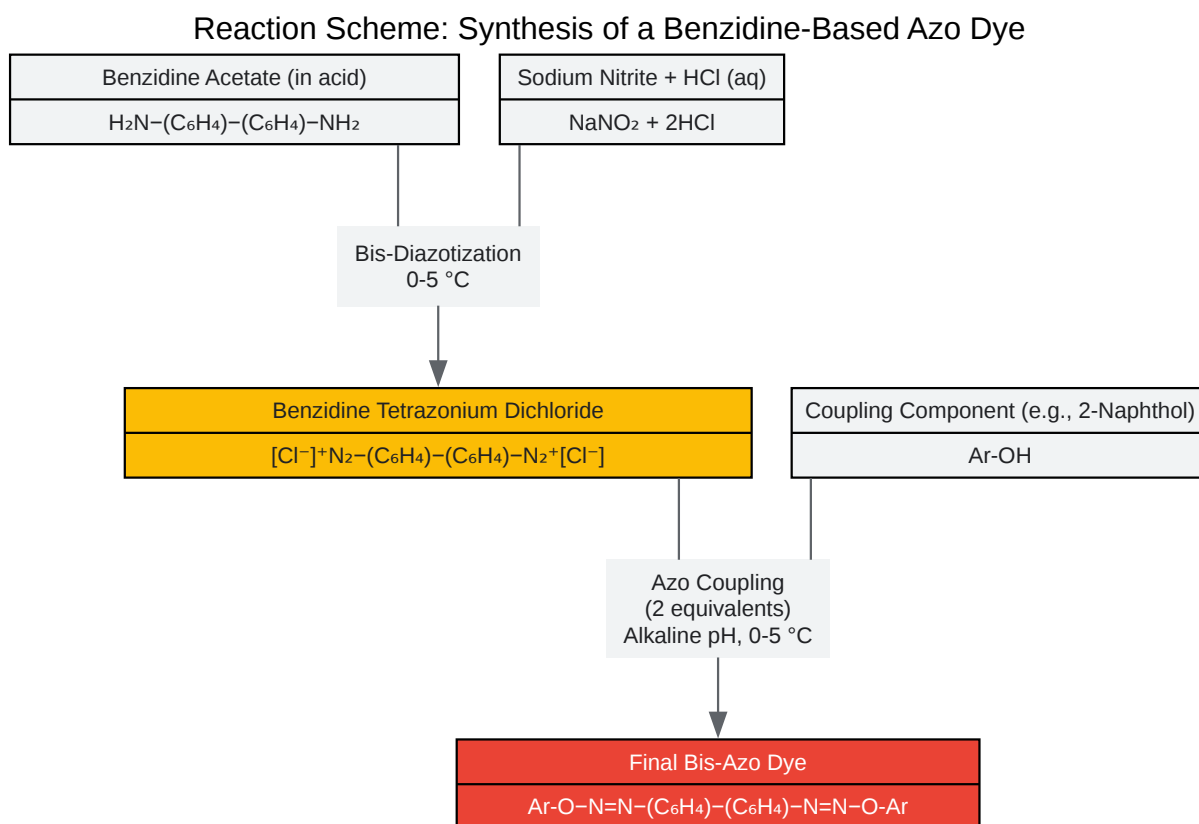 Reaction Scheme: Synthesis of a Benzidine-Based Azo Dye
Benzidine Acetate (in acid)
H₂N−(C₆H₄)−(C₆H₄)−NH₂
Sodium Nitrite + HCl (aq)
NaNO₂ + 2HCl
Bis-Diazotization
0-5 °C
Benzidine Tetrazonium Dichloride
[Cl⁻]⁺N₂−(C₆H₄)−(C₆H₄)−N₂⁺[Cl⁻]
Coupling Component (e.g., 2-Naphthol)
Ar-OH
Azo Coupling
(2 equivalents)
Alkaline pH, 0-5 °C
Final Bis-Azo Dye
Ar-O−N=N−(C₆H₄)−(C₆H₄)−N=N−O-Ar